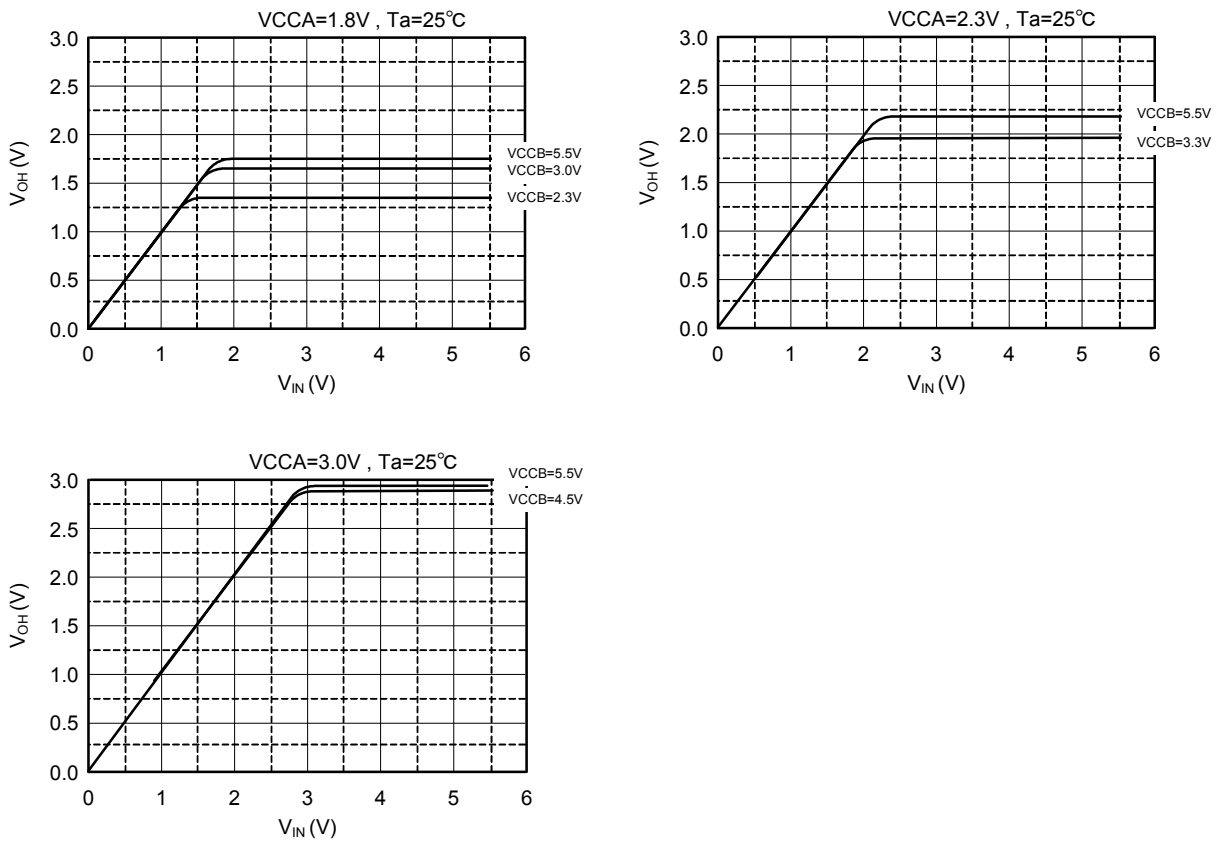 VCCA=1.8V , Ta=25℃
3.0
2.5
2.0
1.5
1.0
0.5
0.0
VOH (V)
VCCB=5.5V
VCCB=3.0V
VCCB=2.3V
0 1 2 3 4 5 6
VIN (V)
VCCA=2.3V , Ta=25℃
3.0
2.5
2.0
1.5
1.0
0.5
0.0
VOH (V)
VCCB=5.5V
VCCB=3.3V
0 1 2 3 4 5 6
VIN (V)
VCCA=3.0V , Ta=25℃
3.0
2.5
2.0
1.5
1.0
0.5
0.0
VOH (V)
VCCB=5.5V
VCCB=4.5V
0 1 2 3 4 5 6
VIN (V)